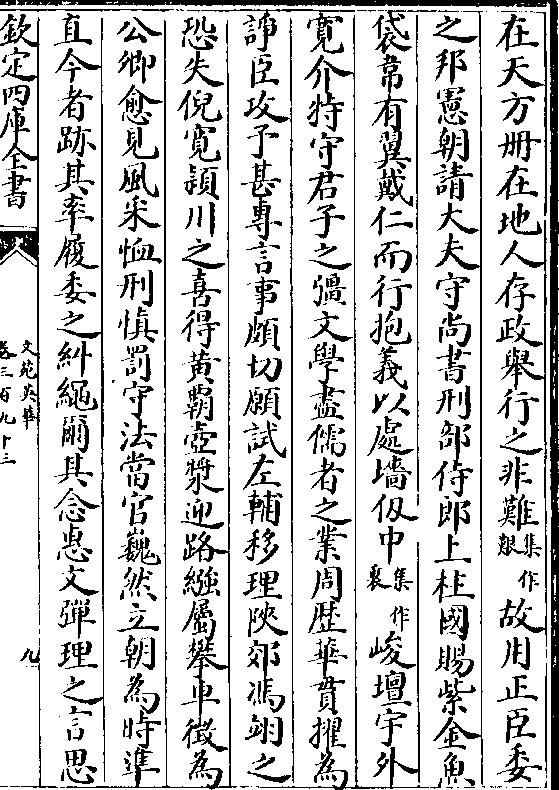 在天方冊在地人存政舉行之非難集作艱故用正臣委
之邦憲朝請大夫守尚書刑部侍郎上柱國賜紫金魚
袋韋有翼戴仁而行抱義以處墻仭中集作裏峻壇宇外
寛介特守君子之彊文學盡儒者之業周歴華貫擢為
諍臣攻予甚專言事頗切願試左輔移理陜郊馮翊之
恐失倪寛潁川之喜得黄覇壺漿迎路繈屬攀車徴為
公卿愈見風采恤刑愼罰守法當官巍然立朝為時準
直今者跡其率履委之糾繩爾其念恵文彈理之言思
欽定四庫全書
文苑英華
卷三百九十三
九